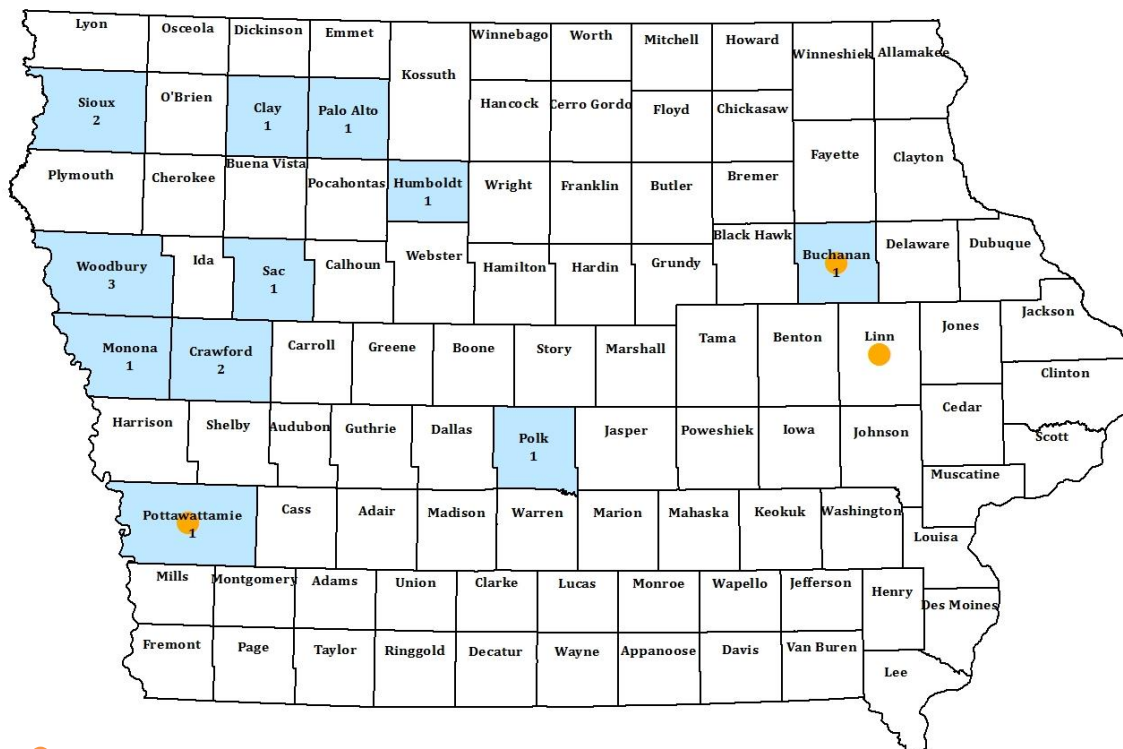 Lyon
Osceola
Dickinson
Emmet
Kossuth
Winnebago
Worth
Mitchell
Howard
Winneshiek
Allamakee
Sioux
2
O'Brien
Clay
1
Palo Alto
1
Hancock
Cerro Gordo
Floyd
Chickasaw
Fayette
Clayton
Plymouth
Cherokee
Buena Vista
Pocahontas
Humboldt
1
Wright
Franklin
Butler
Bremer
Woodbury
3
Ida
Sac
1
Calhoun
Webster
Hamilton
Hardin
Grundy
Black Hawk
Buchanan
1
Delaware
Dubuque
Monona
1
Crawford
2
Carroll
Greene
Boone
Story
Marshall
Tama
Benton
Linn
Jones
Jackson
Clinton
Harrison
Shelby
Audubon
Guthrie
Dallas
Polk
1
Jasper
Poweshiek
Iowa
Johnson
Cedar
Scott
Muscatine
Pottawattamie
1
Cass
Adair
Madison
Warren
Marion
Mahaska
Keokuk
Washington
Louisa
Mills
Montgomery
Adams
Union
Clarke
Lucas
Monroe
Wapello
Jefferson
Henry
Des Moines
Fremont
Page
Taylor
Ringgold
Decatur
Wayne
Appanoose
Davis
Van Buren
Lee